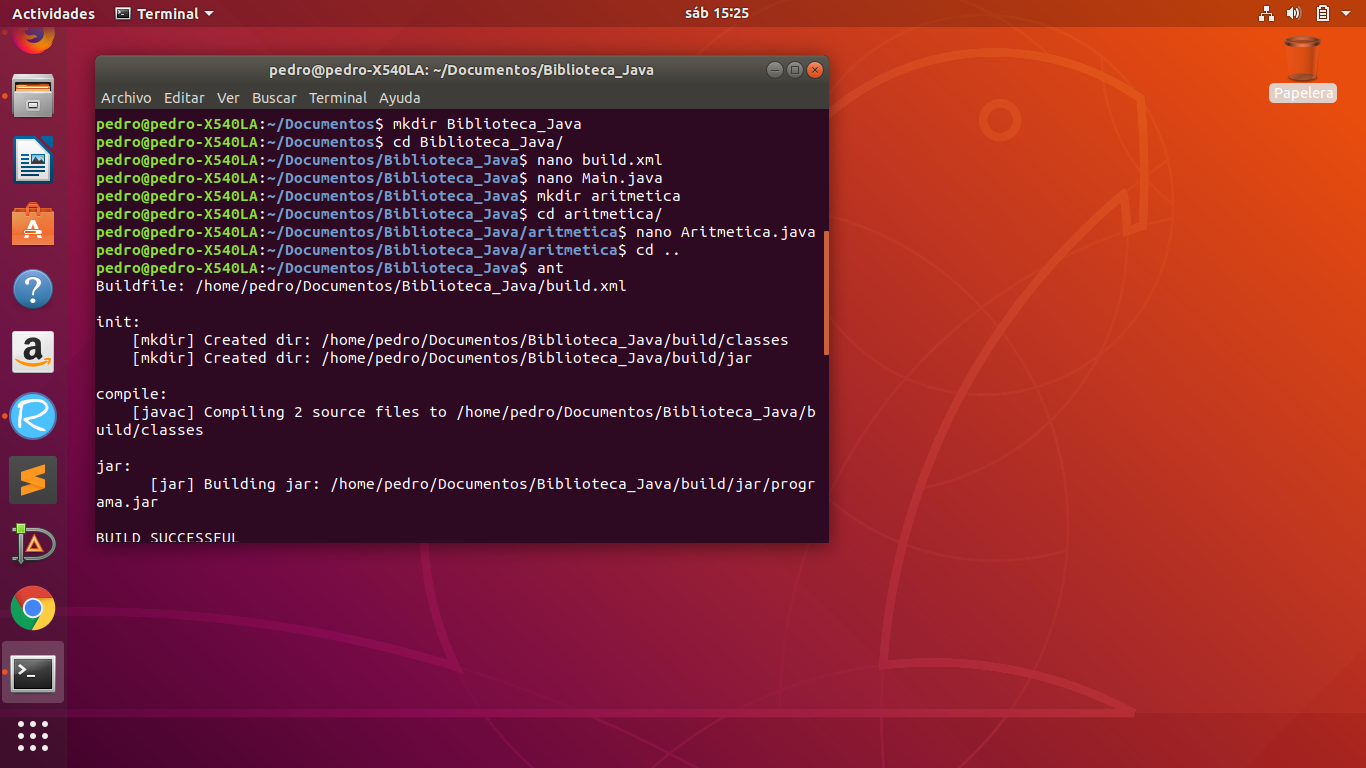 Actividades Terminal sáb 15:25
Papelera
pedro@pedro-X540LA: ~/Documentos/Biblioteca_Java
Archivo Editar Ver Buscar Terminal Ayuda
pedro@pedro-X540LA:~/Documentos$ mkdir Biblioteca_Java
pedro@pedro-X540LA:~/Documentos$ cd Biblioteca_Java/
pedro@pedro-X540LA:~/Documentos/Biblioteca_Java$ nano build.xml
pedro@pedro-X540LA:~/Documentos/Biblioteca_Java$ nano Main.java
pedro@pedro-X540LA:~/Documentos/Biblioteca_Java$ mkdir aritmetica
pedro@pedro-X540LA:~/Documentos/Biblioteca_Java$ cd aritmetica/
pedro@pedro-X540LA:~/Documentos/Biblioteca_Java/aritmetica$ nano Aritmetica.java
pedro@pedro-X540LA:~/Documentos/Biblioteca_Java/aritmetica$ cd ..
pedro@pedro-X540LA:~/Documentos/Biblioteca_Java$ ant
Buildfile: /home/pedro/Documentos/Biblioteca_Java/build.xml
init:
[mkdir] Created dir: /home/pedro/Documentos/Biblioteca_Java/build/classes
[mkdir] Created dir: /home/pedro/Documentos/Biblioteca_Java/build/jar
compile:
[javac] Compiling 2 source files to /home/pedro/Documentos/Biblioteca_Java/b
uild/classes
jar:
[jar] Building jar: /home/pedro/Documentos/Biblioteca_Java/build/jar/progr
ama.jar
BUILD SUCCESSFUL